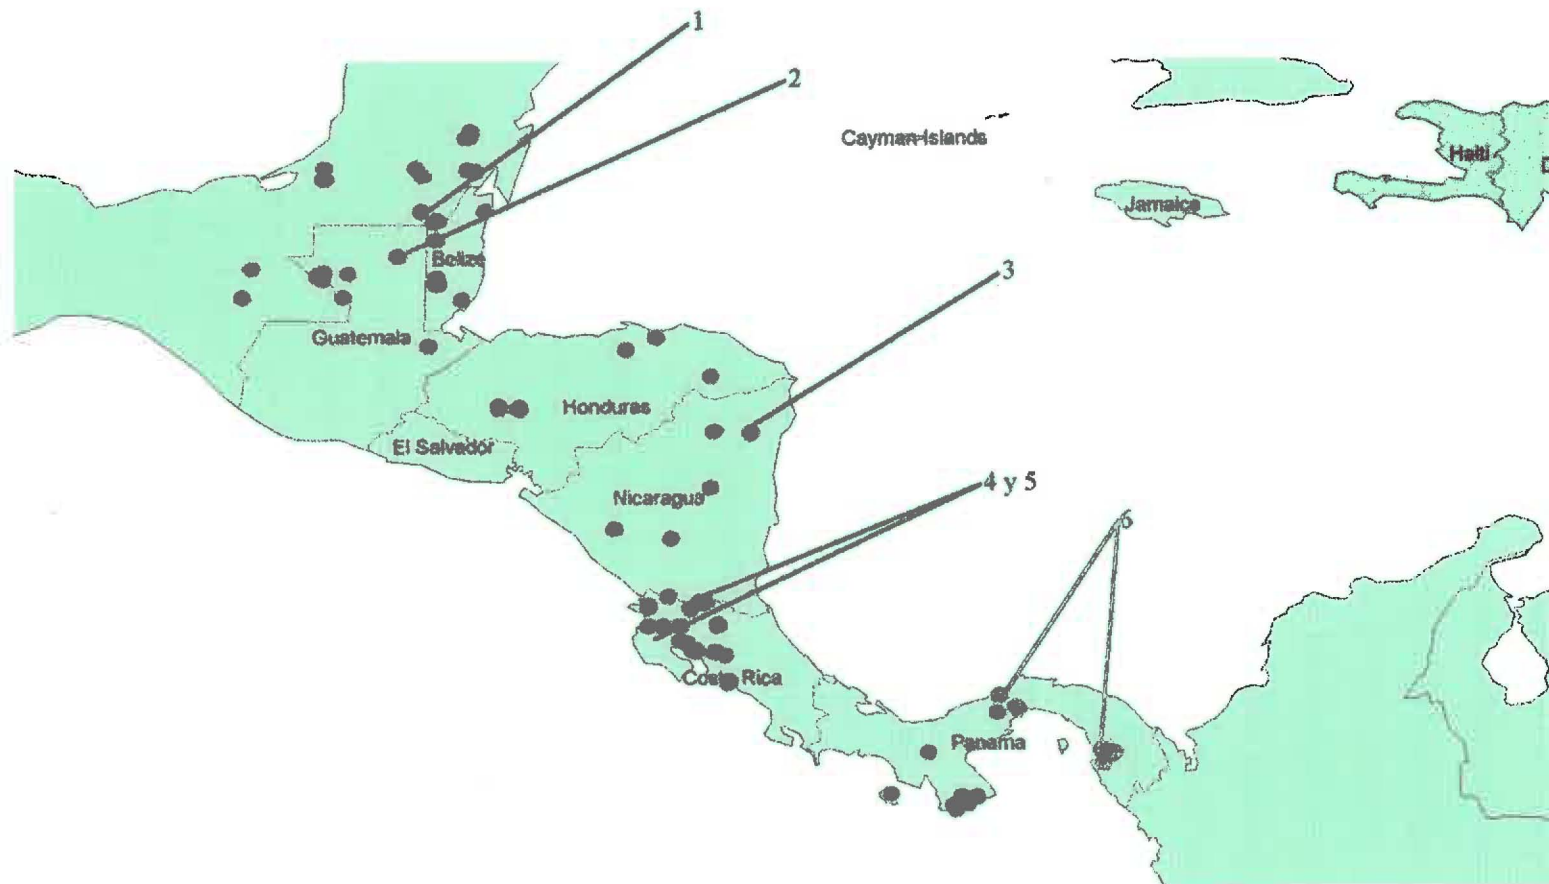 1
2
Cayman Islands
Haiti
D
Jamaica
Belize
3
Guatemala
Honduras
El Salvador
Nicaragua
4 y 5
6
Costa Rica
Panama